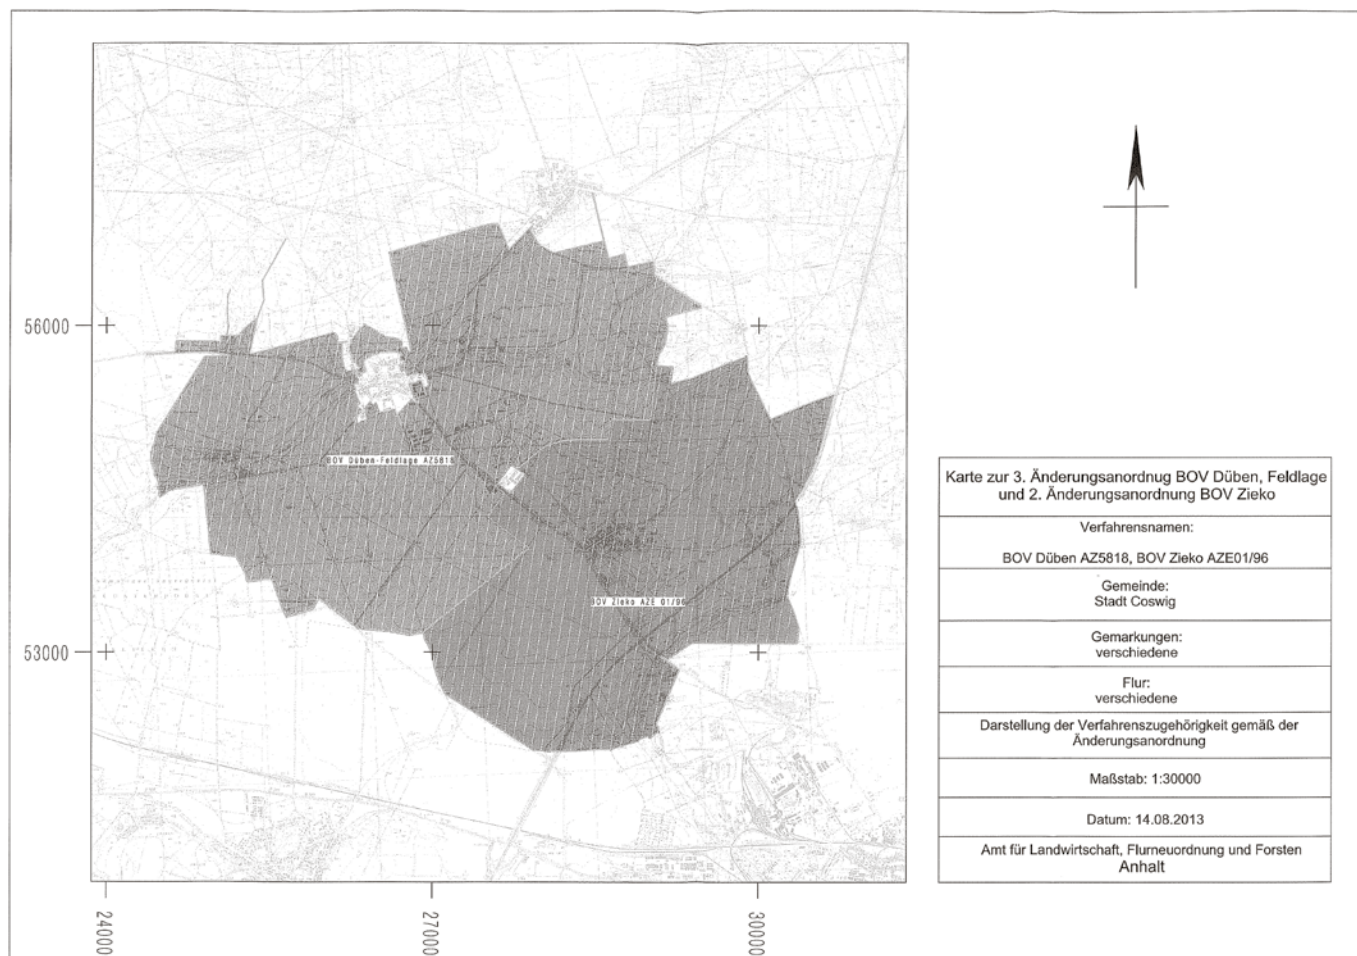 56000
53000
24000
27000
30000
BOV Düben-Feldlage AZ5818
BOV Zieko AZE 01/96
Karte zur 3. Änderungsanordnug BOV Düben, Feldlage
und 2. Änderungsanordnung BOV Zieko
Verfahrensnamen:
BOV Düben AZ5818, BOV Zieko AZE01/96
Gemeinde:
Stadt Coswig
Gemarkungen:
verschiedene
Flur:
verschiedene
Darstellung der Verfahrenszugehörigkeit gemäß der
Änderungsanordnung
Maßstab: 1:30000
Datum: 14.08.2013
Amt für Landwirtschaft, Flurneuordnung und Forsten
Anhalt